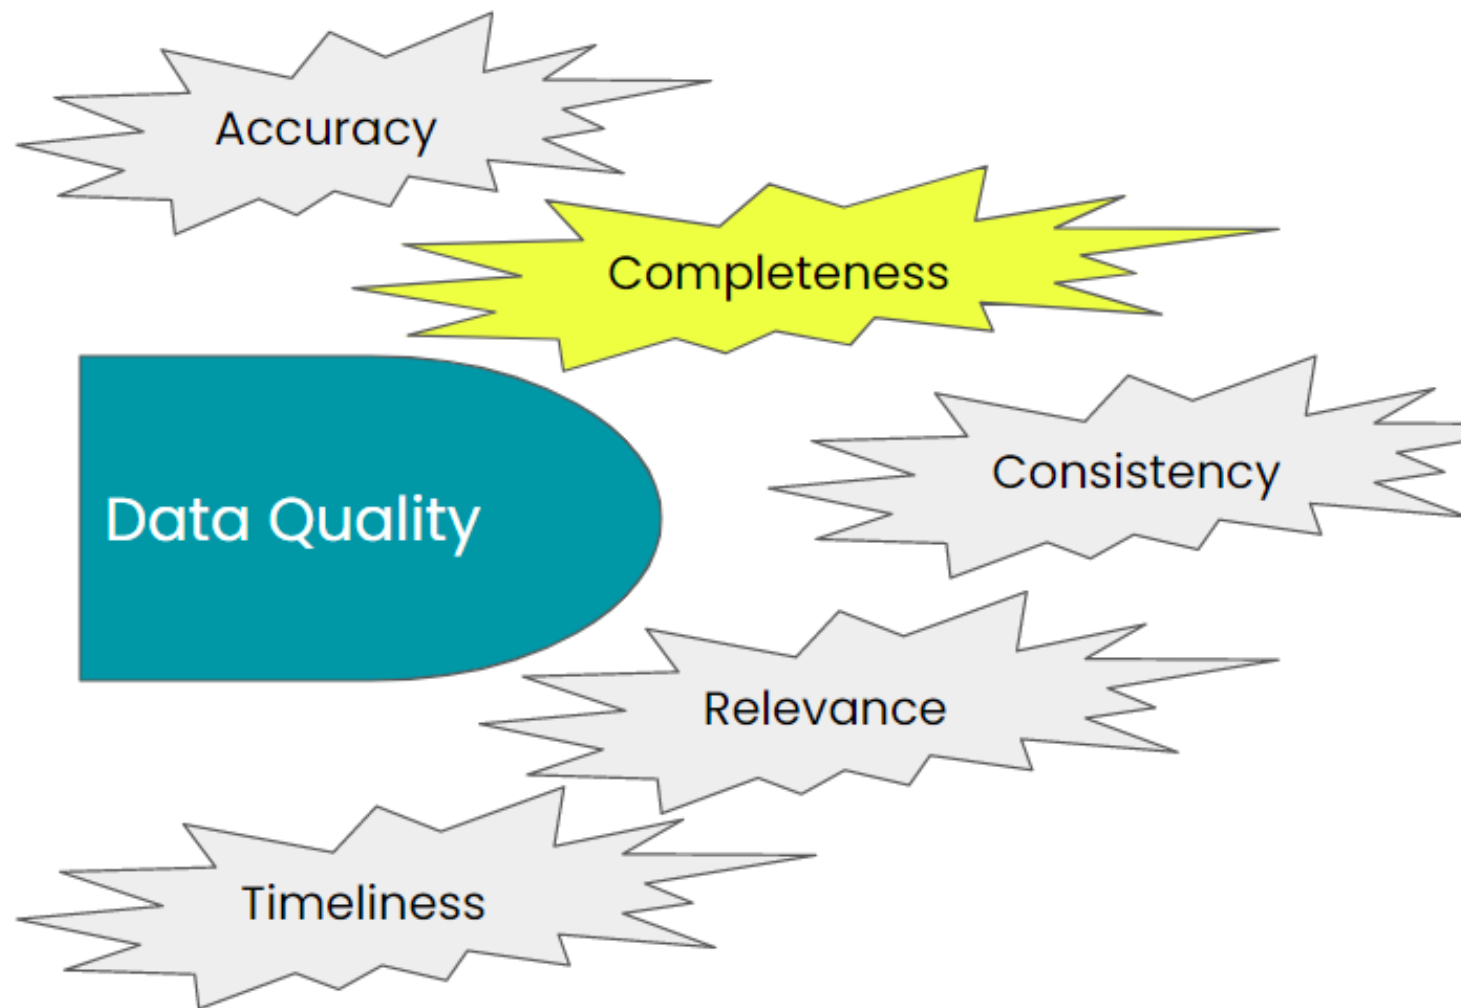 Accuracy
Completeness
Data Quality
Consistency
Relevance
Timeliness